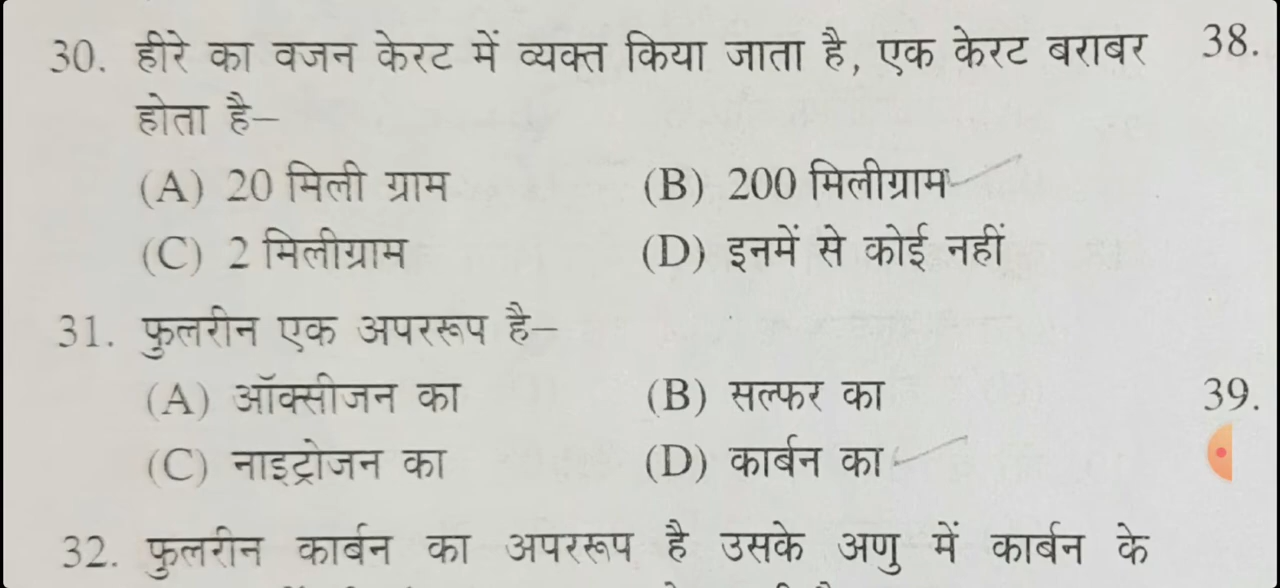 30. हीरे का वजन केरट में व्यक्त किया जाता है, एक केरट बराबर
होता है–
(A) 20 मिली ग्राम (B) 200 मिलीग्राम
(C) 2 मिलीग्राम (D) इनमें से कोई नहीं
31. फुलरीन एक अपररूप है–
(A) ऑक्सीजन का (B) सल्फर का
(C) नाइट्रोजन का (D) कार्बन का
32. फुलरीन कार्बन का अपररूप है उसके अणु में कार्बन के
38.
39.